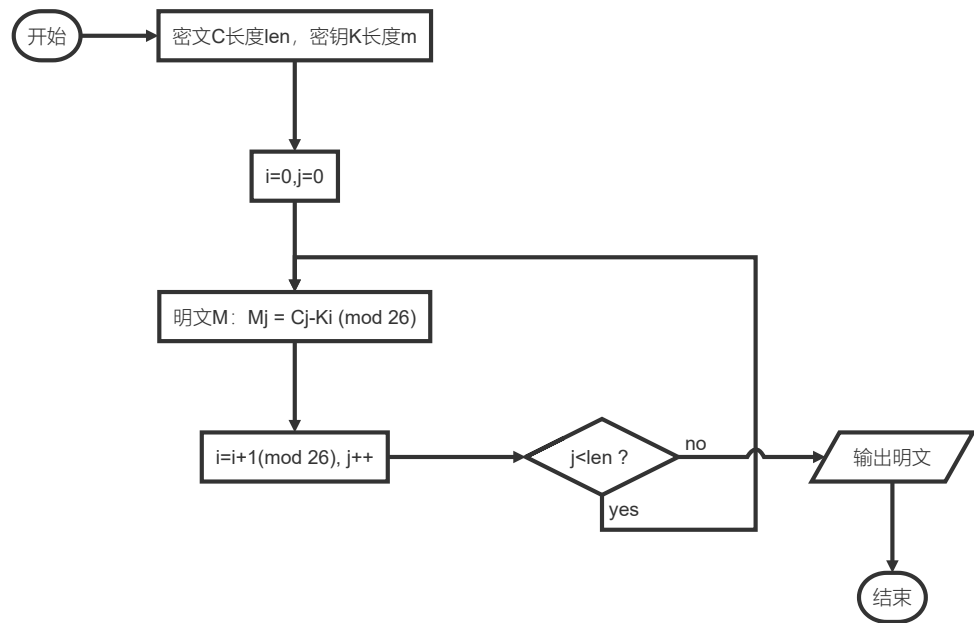 开始
密文C长度len，密钥K长度m
i=0,j=0
明文M：Mj = Cj-Ki (mod 26)
i=i+1(mod 26), j++
j<len ?
no
yes
输出明文
结束